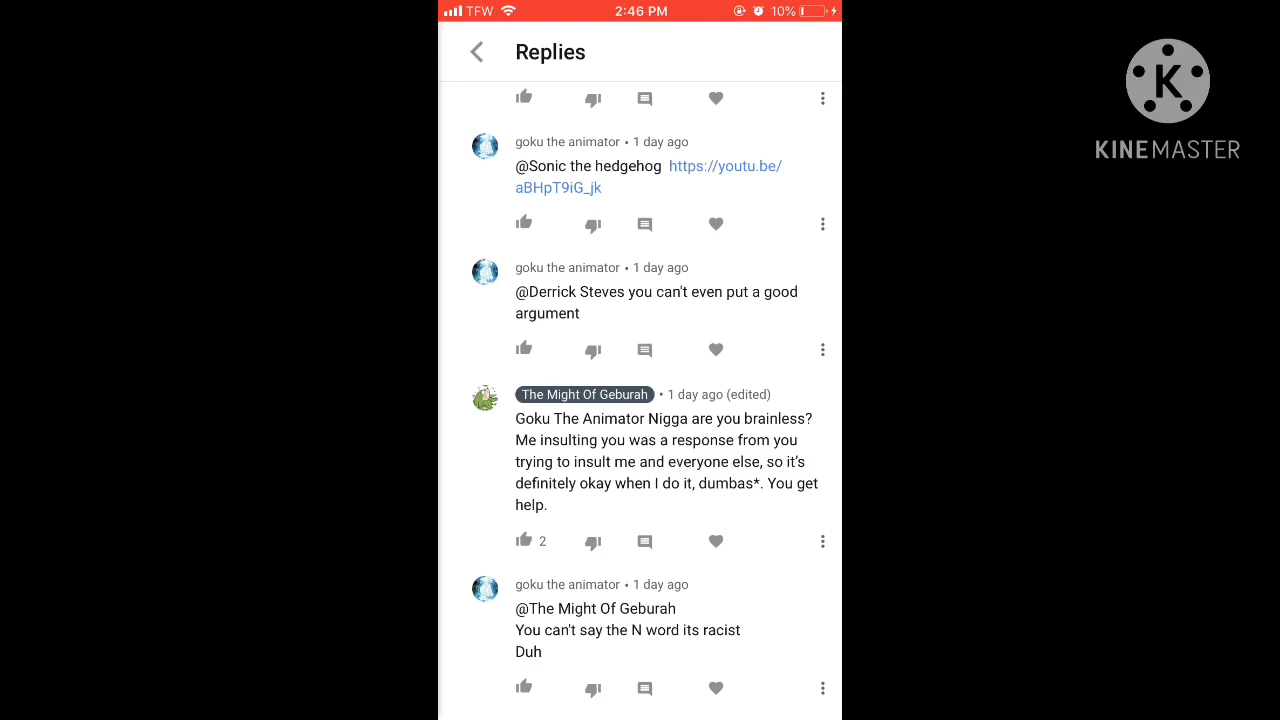 TFW 2:46 PM 10%
Replies
K
KINEMASTER
goku the animator • 1 day ago
@Sonic the hedgehog https://youtu.be/
aBHpT9iG_jk
goku the animator • 1 day ago
@Derrick Steves you can't even put a good
argument
The Might Of Geburah • 1 day ago (edited)
Goku The Animator Nigga are you brainless?
Me insulting you was a response from you
trying to insult me and everyone else, so it's
definitely okay when I do it, dumbas*. You get
help.
2
goku the animator • 1 day ago
@The Might Of Geburah
You can't say the N word its racist
Duh